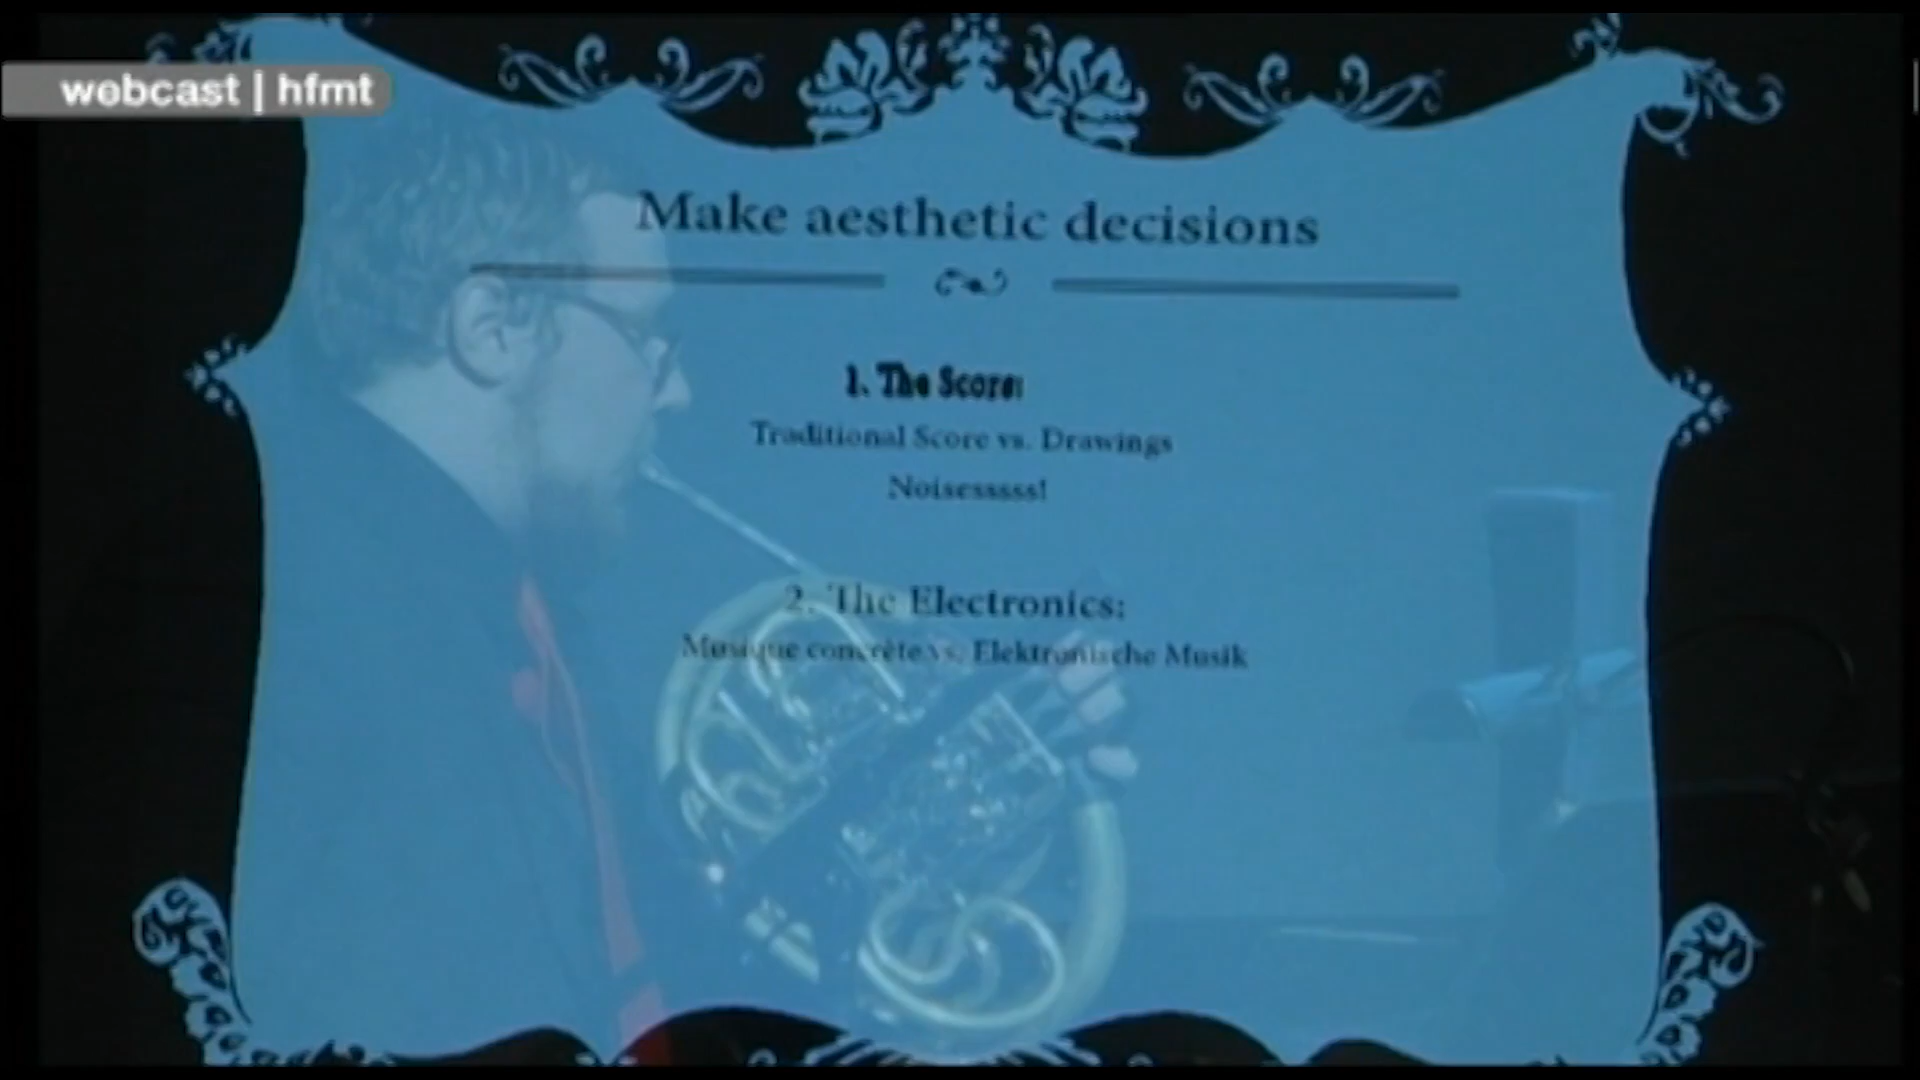 webcast | hfmt
Make aesthetic decisions
1. The Score:
Traditional Score vs. Drawings
Noisesssss!
2. The Electronics:
Musique concrète vs. Elektronische Musik